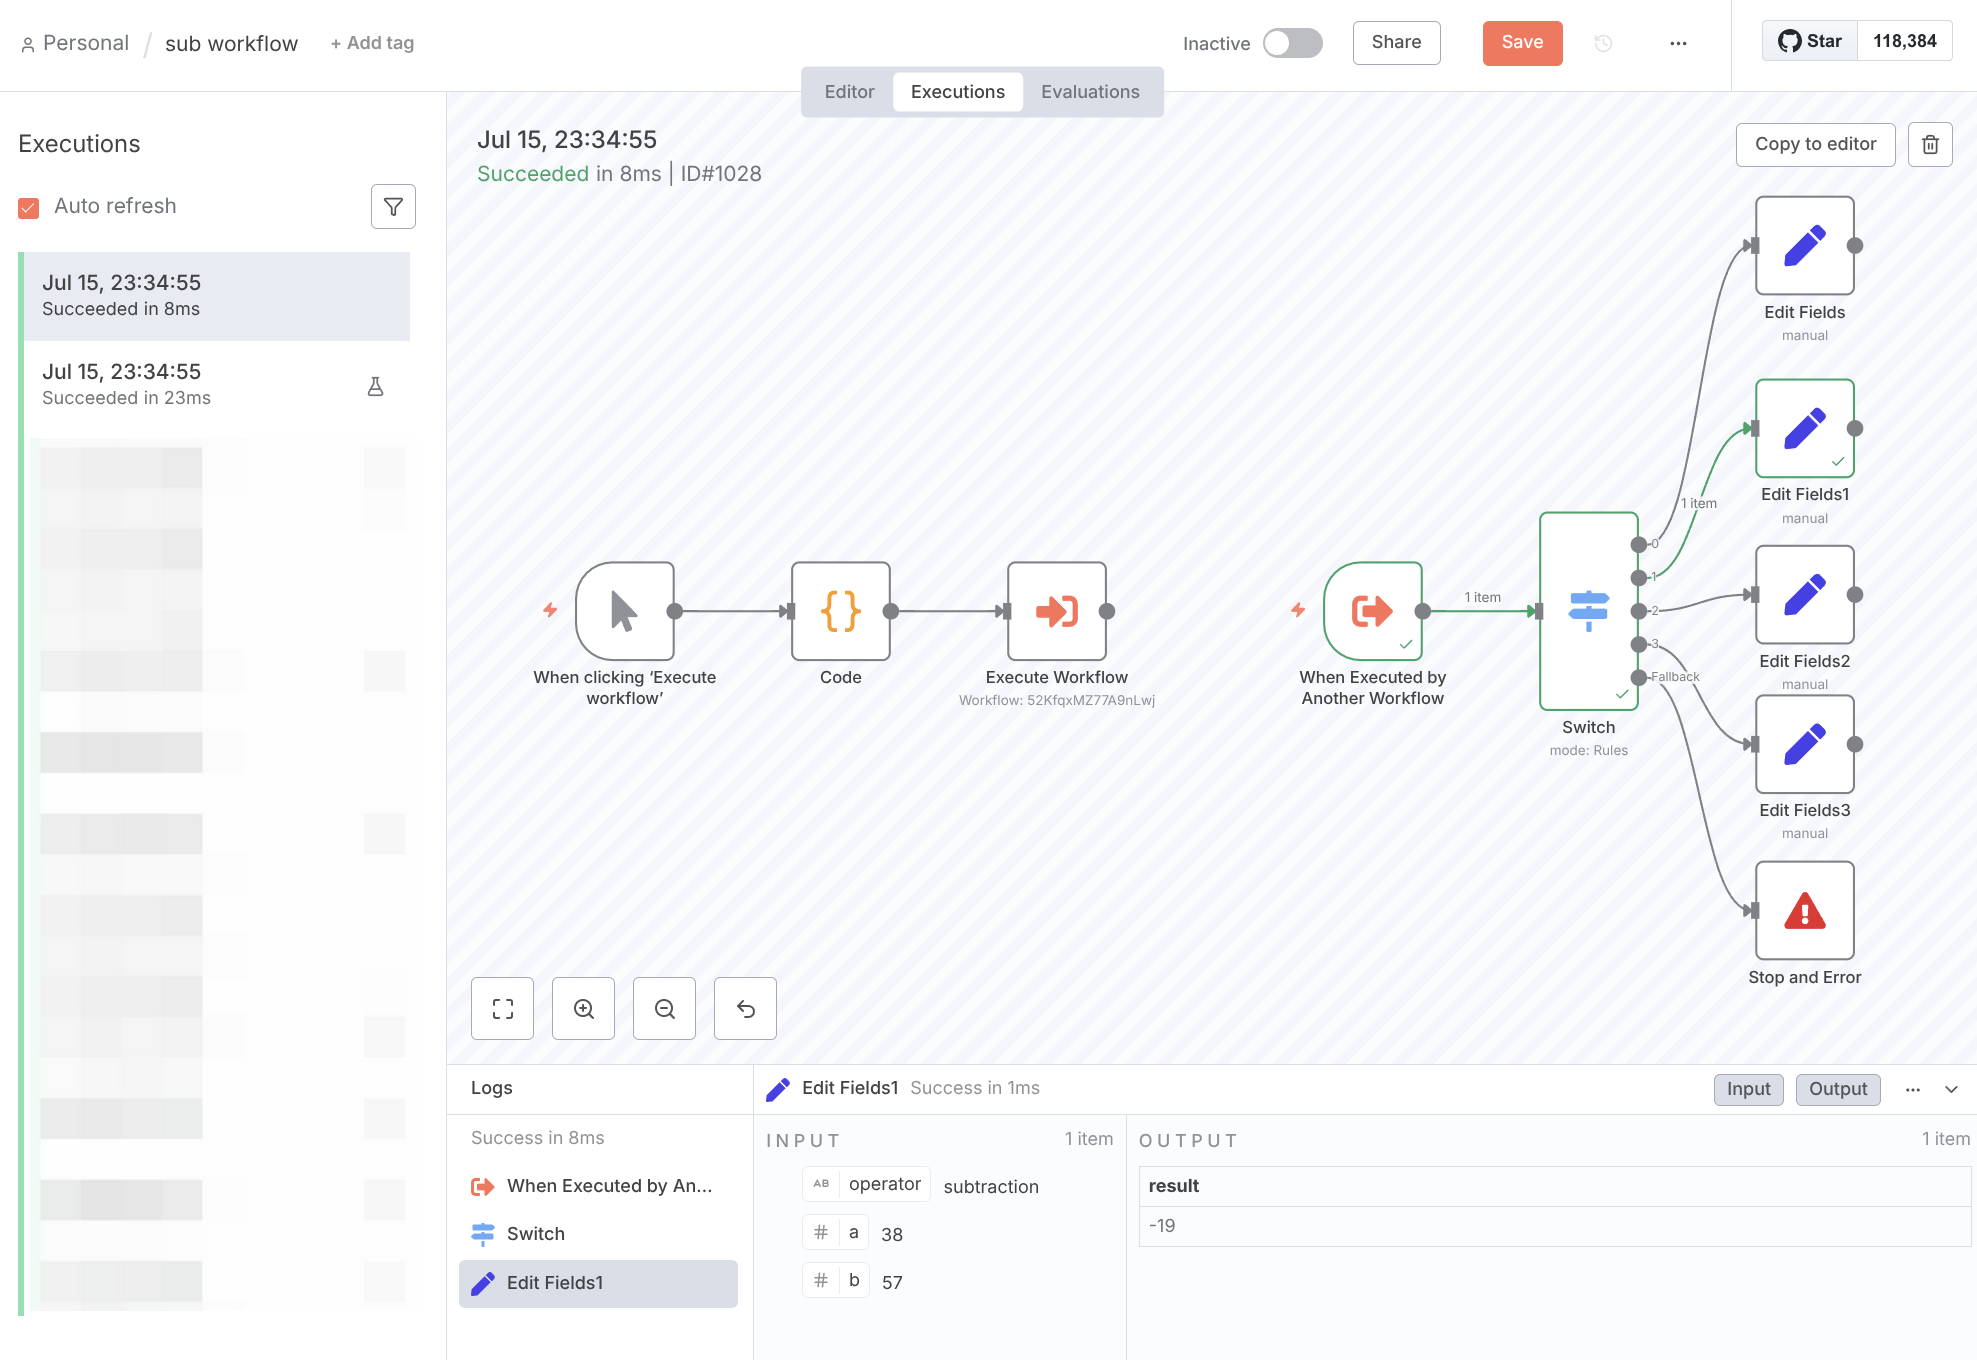 Personal / sub workflow + Add tag
Inactive
Share
Save
Star 118,384
Editor Executions Evaluations
Executions
Auto refresh
Jul 15, 23:34:55
Succeeded in 8ms
Jul 15, 23:34:55
Succeeded in 23ms
Jul 15, 23:34:55
Succeeded in 8ms | ID#1028
Copy to editor
When clicking ‘Execute
workflow’
Code
Execute Workflow
Workflow: 52KfqxMZ77A9nLwj
When Executed by
Another Workflow
1 item
Switch
mode: Rules
0
1
2
3
Fallback
1 item
Edit Fields
manual
Edit Fields1
manual
Edit Fields2
manual
Edit Fields3
manual
Stop and Error
Logs
Success in 8ms
When Executed by An...
Switch
Edit Fields1
Edit Fields1 Success in 1ms
Input Output
INPUT 1 item
AB operator subtraction
# a 38
# b 57
OUTPUT 1 item
result
-19